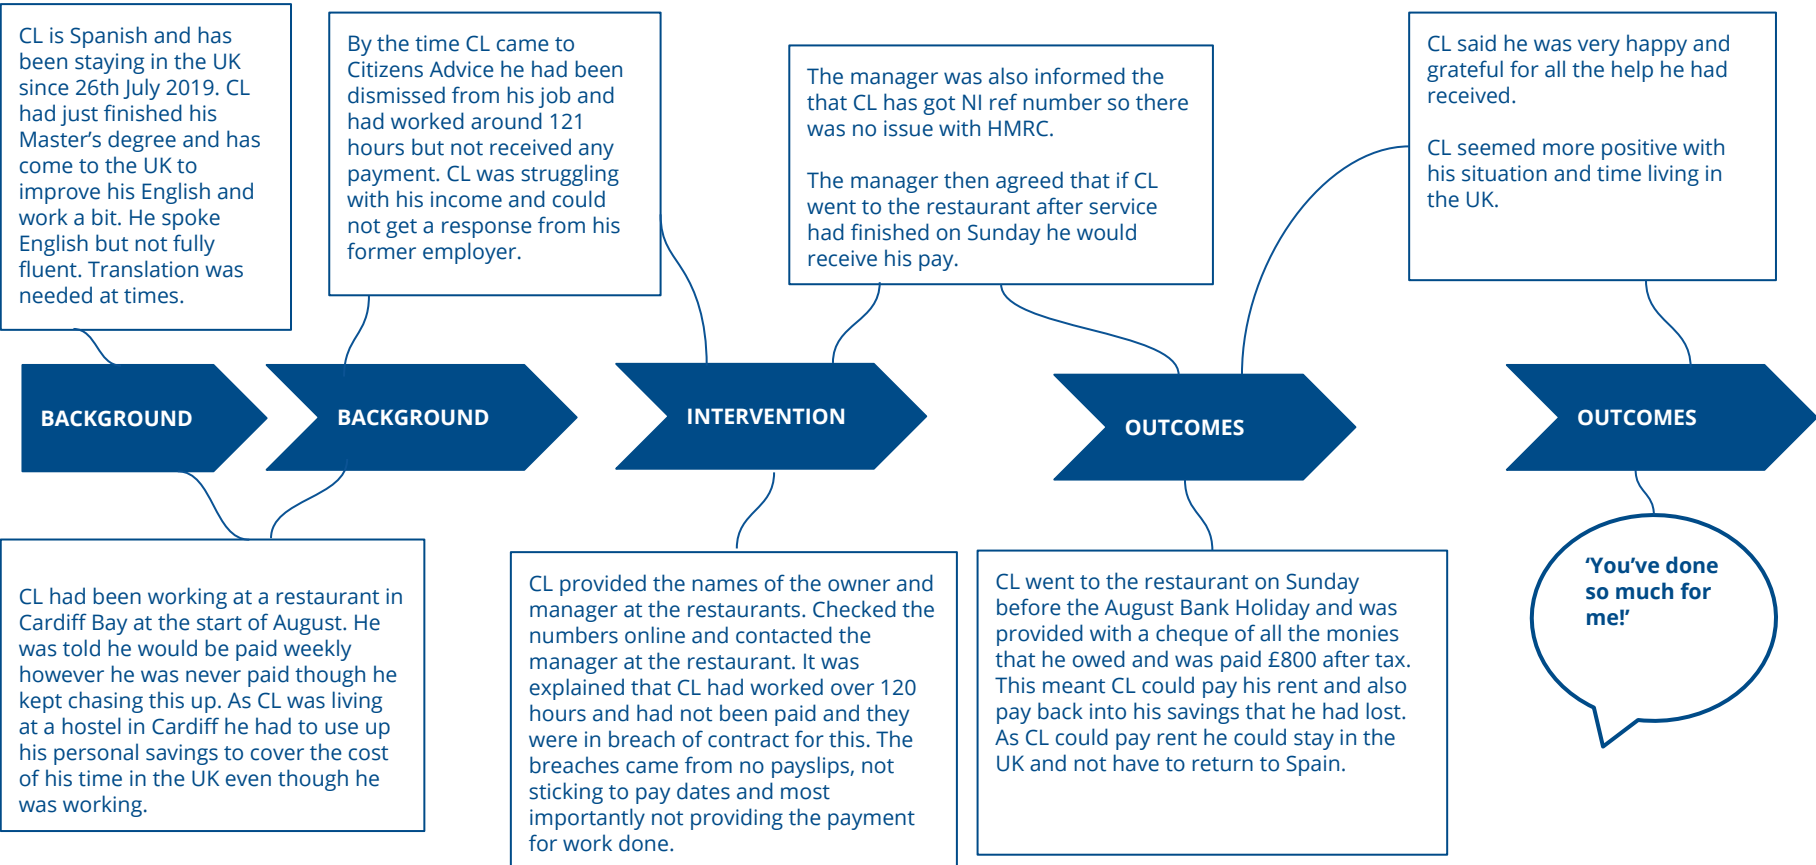 CL is Spanish and has
been staying in the UK
since 26th July 2019. CL
had just finished his
Master’s degree and has
come to the UK to
improve his English and
work a bit. He spoke
English but not fully
fluent. Translation was
needed at times.
BACKGROUND
CL had been working at a restaurant in
Cardiff Bay at the start of August. He
was told he would be paid weekly
however he was never paid though he
kept chasing this up. As CL was living
at a hostel in Cardiff he had to use up
his personal savings to cover the cost
of his time in the UK even though he
was working.
By the time CL came to
Citizens Advice he had been
dismissed from his job and
had worked around 121
hours but not received any
payment. CL was struggling
with his income and could
not get a response from his
former employer.
BACKGROUND
INTERVENTION
CL provided the names of the owner and
manager at the restaurants. Checked the
numbers online and contacted the
manager at the restaurant. It was
explained that CL had worked over 120
hours and had not been paid and they
were in breach of contract for this. The
breaches came from no payslips, not
sticking to pay dates and most
importantly not providing the payment
for work done.
The manager was also informed the
that CL has got NI ref number so there
was no issue with HMRC.
The manager then agreed that if CL
went to the restaurant after service
had finished on Sunday he would
receive his pay.
OUTCOMES
CL went to the restaurant on Sunday
before the August Bank Holiday and was
provided with a cheque of all the monies
that he owed and was paid £800 after tax.
This meant CL could pay his rent and also
pay back into his savings that he had lost.
As CL could pay rent he could stay in the
UK and not have to return to Spain.
CL said he was very happy and
grateful for all the help he had
received.
CL seemed more positive with
his situation and time living in
the UK.
OUTCOMES
‘You’ve done
so much for
me!’